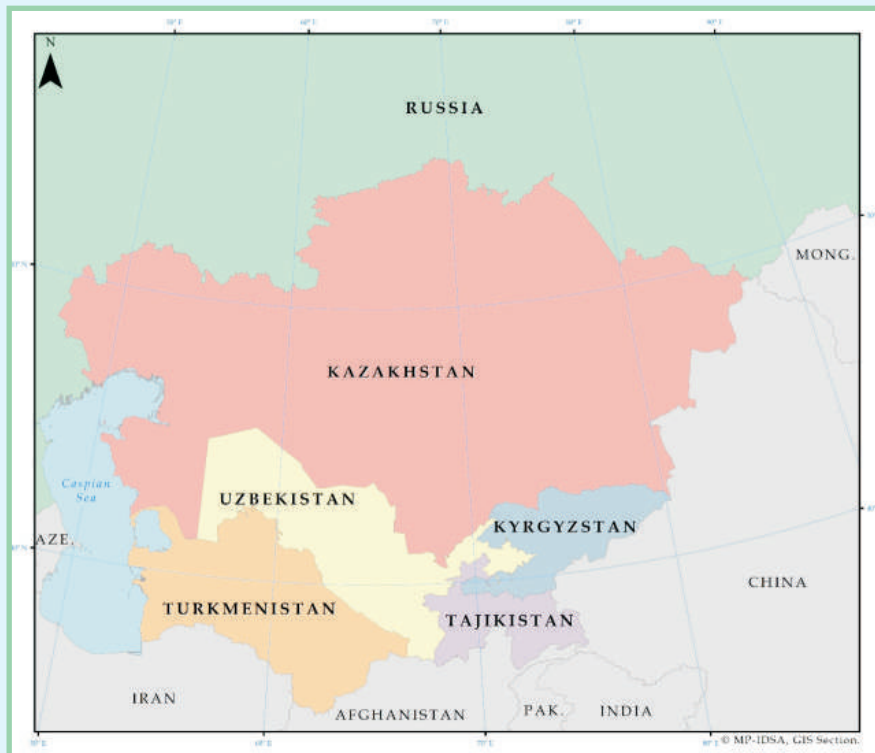 N
RUSSIA
MONG.
KAZAKHSTAN
Caspian
Sea
UZBEKISTAN
KYRGYZSTAN
AZE.
CHINA
TURKMENISTAN
TAJIKISTAN
IRAN
AFGHANISTAN
PAK.
INDIA
© MP-IDSA, GIS Section.